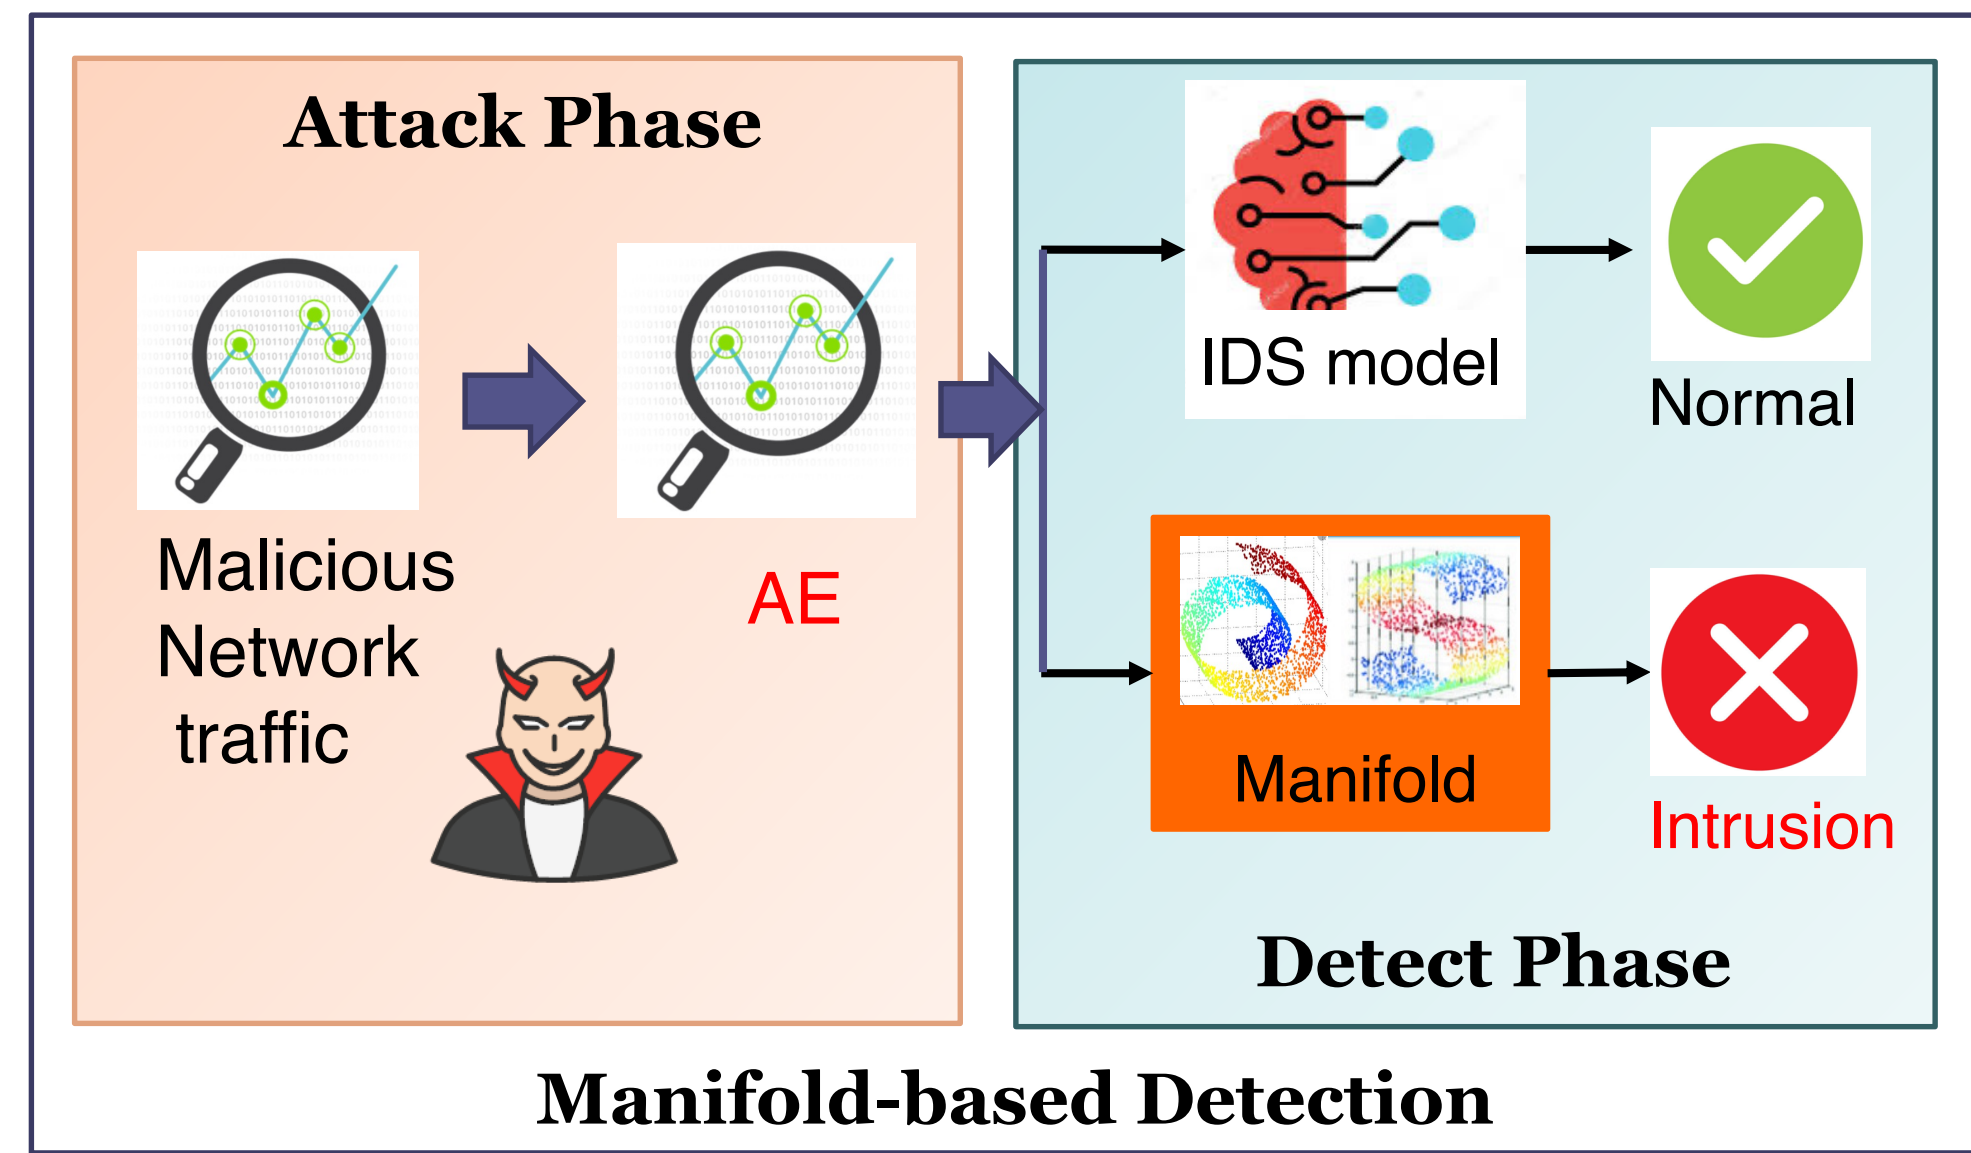 Attack Phase
Malicious
Network
traffic
AE
IDS model
Normal
Manifold
Intrusion
Detect Phase
Manifold-based Detection